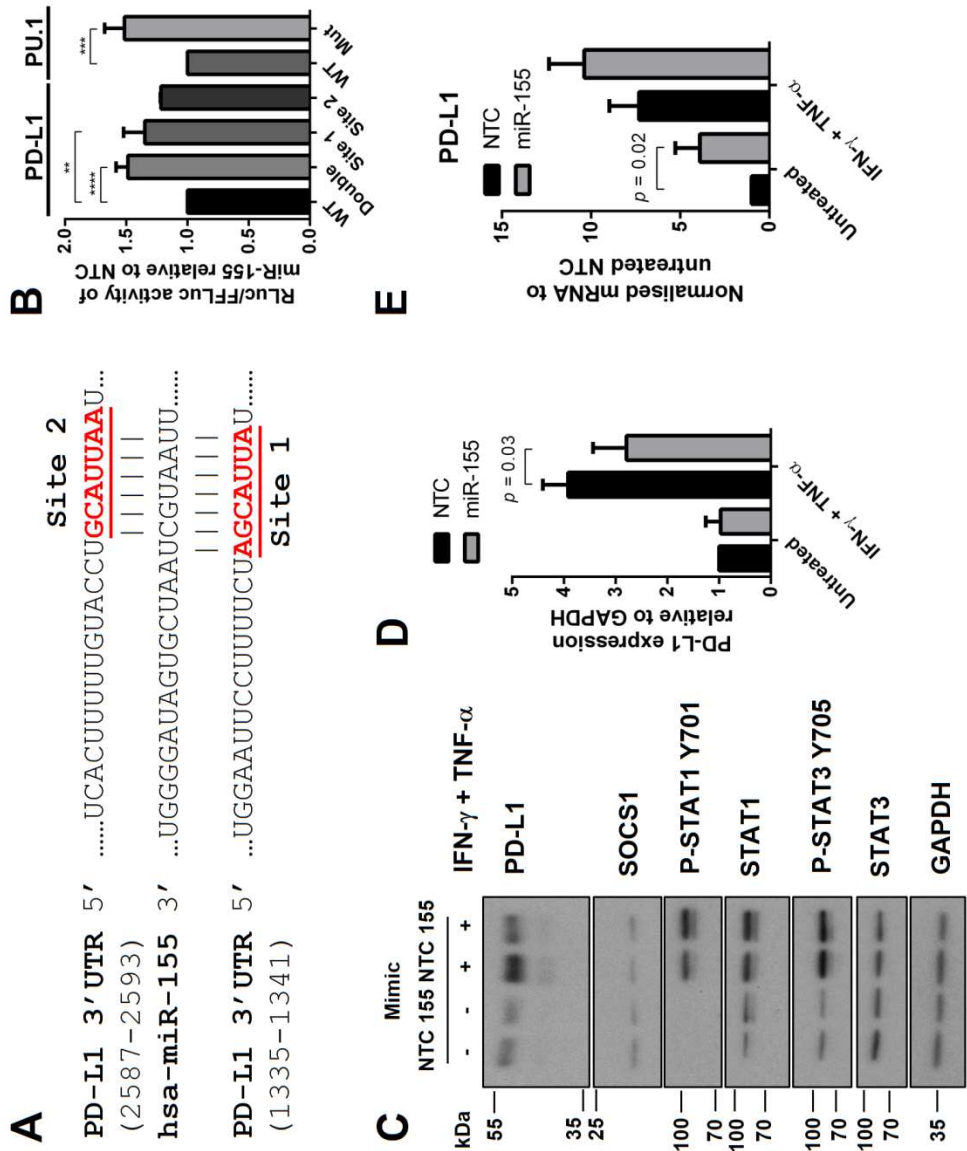 A
Site 2
PD-L1 3'UTR 5' ......UCACUUUUUGUACCUGCAUUAAU...
(2587-2593)
hsa-miR-155 3' ...UGGGGAUAGUGCUAAUCGUAAUU......
PD-L1 3'UTR 5' ...UGGAAUUCCUUUUCUAGCAUUAU......
(1335-1341)
Site 1
B
PD-L1
PU.1
RLuc/FFLuc activity of
miR-155 relative to NTC
2.0
1.5
1.0
0.5
0.0
**
****
***
WT
Double
Site 1
Site 2
WT
Mut
C
Mimic
kDa
NTC 155 NTC 155
- - + + IFN-γ + TNF-α
55
PD-L1
35
25
SOCS1
100
P-STAT1 Y701
70
100
STAT1
70
100
P-STAT3 Y705
70
100
STAT3
70
35
GAPDH
D
NTC
miR-155
PD-L1 expression
relative to GAPDH
5
4
3
2
1
0
p = 0.03
Untreated
IFN-γ + TNF-α
E
PD-L1
NTC
miR-155
Normalised mRNA to
untreated NTC
15
10
5
0
p = 0.02
Untreated
IFN-γ + TNF-α